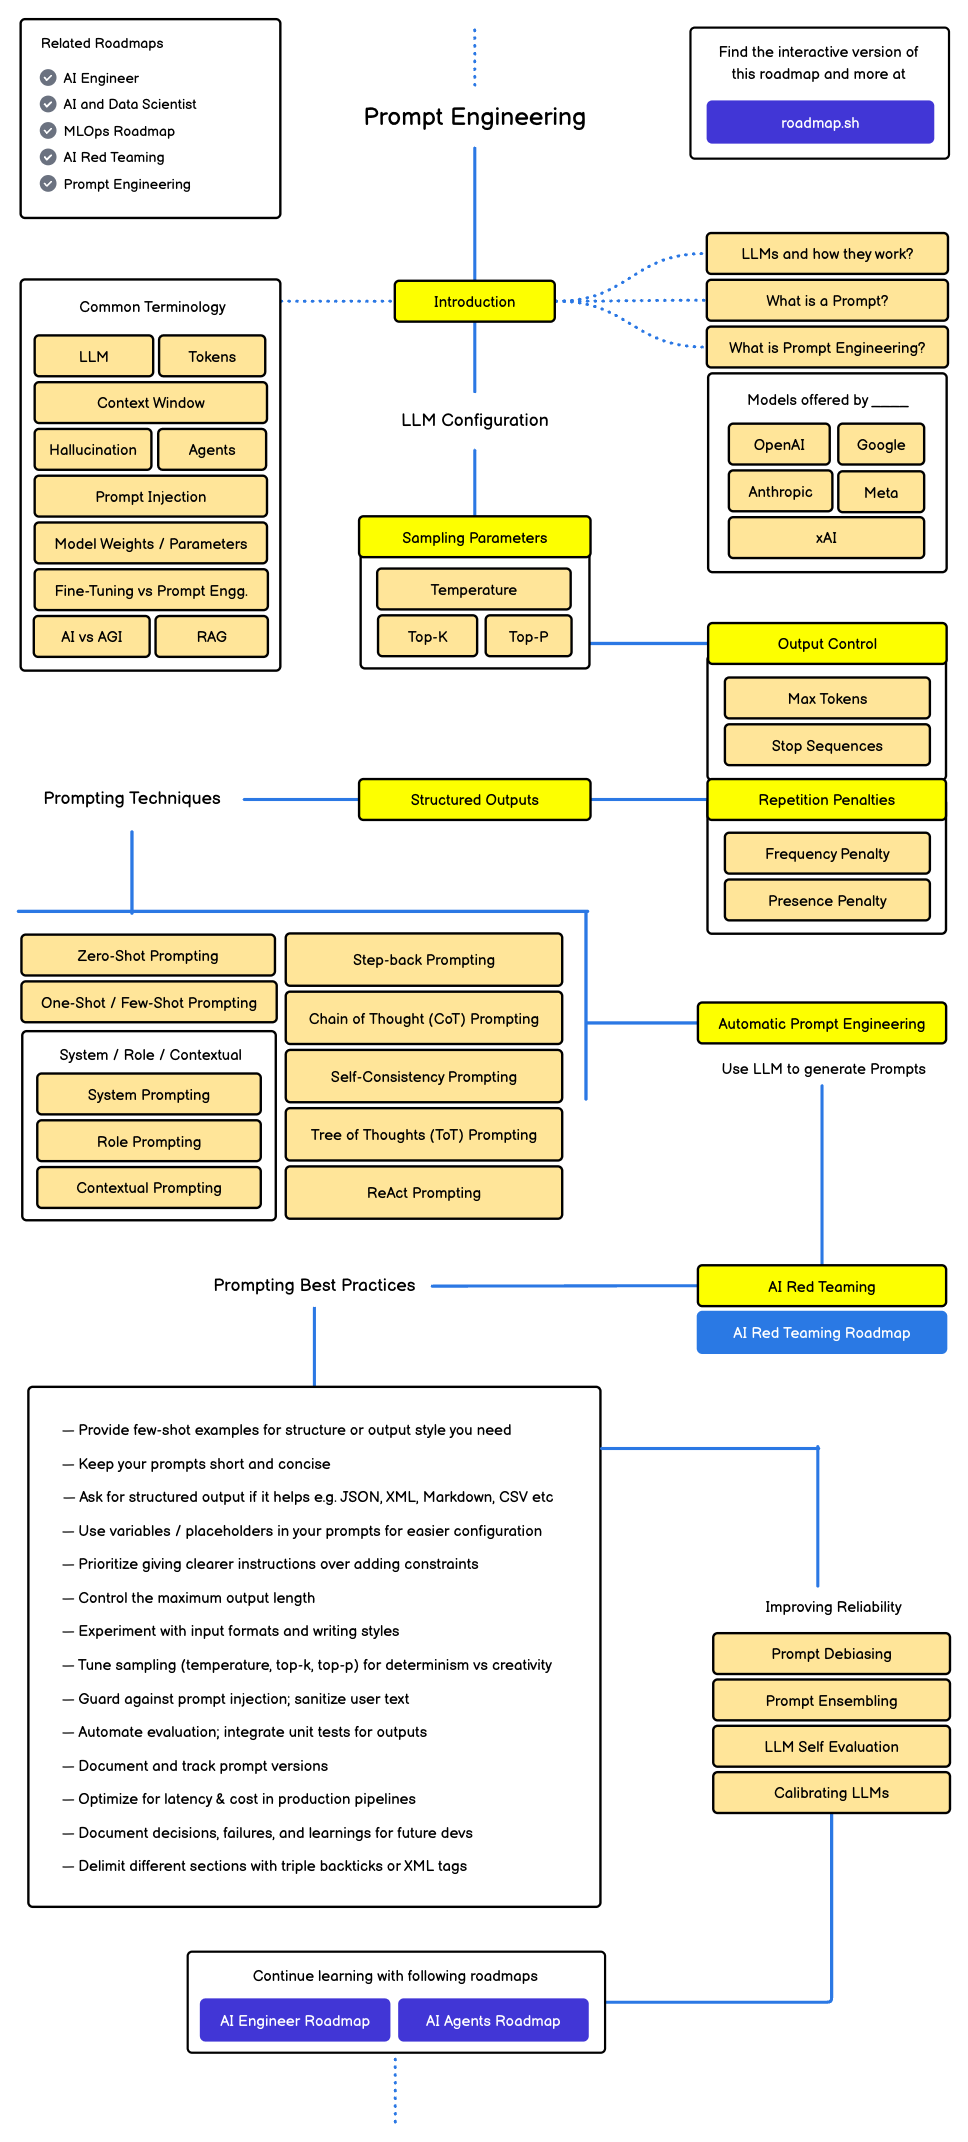 Related Roadmaps
AI Engineer
AI and Data Scientist
MLOps Roadmap
AI Red Teaming
Prompt Engineering
Prompt Engineering
Find the interactive version of
this roadmap and more at
roadmap.sh
Introduction
LLMs and how they work?
What is a Prompt?
What is Prompt Engineering?
Common Terminology
LLM
Tokens
Context Window
Hallucination
Agents
Prompt Injection
Model Weights / Parameters
Fine-Tuning vs Prompt Engg.
AI vs AGI
RAG
Models offered by _____
OpenAI
Google
Anthropic
Meta
xAI
LLM Configuration
Sampling Parameters
Temperature
Top-K
Top-P
Output Control
Max Tokens
Stop Sequences
Repetition Penalties
Frequency Penalty
Presence Penalty
Structured Outputs
Prompting Techniques
Zero-Shot Prompting
One-Shot / Few-Shot Prompting
System / Role / Contextual
System Prompting
Role Prompting
Contextual Prompting
Step-back Prompting
Chain of Thought (CoT) Prompting
Self-Consistency Prompting
Tree of Thoughts (ToT) Prompting
ReAct Prompting
Automatic Prompt Engineering
Use LLM to generate Prompts
AI Red Teaming
AI Red Teaming Roadmap
Prompting Best Practices
— Provide few-shot examples for structure or output style you need
— Keep your prompts short and concise
— Ask for structured output if it helps e.g. JSON, XML, Markdown, CSV etc
— Use variables / placeholders in your prompts for easier configuration
— Prioritize giving clearer instructions over adding constraints
— Control the maximum output length
— Experiment with input formats and writing styles
— Tune sampling (temperature, top-k, top-p) for determinism vs creativity
— Guard against prompt injection; sanitize user text
— Automate evaluation; integrate unit tests for outputs
— Document and track prompt versions
— Optimize for latency & cost in production pipelines
— Document decisions, failures, and learnings for future devs
— Delimit different sections with triple backticks or XML tags
Improving Reliability
Prompt Debiasing
Prompt Ensembling
LLM Self Evaluation
Calibrating LLMs
Continue learning with following roadmaps
AI Engineer Roadmap
AI Agents Roadmap